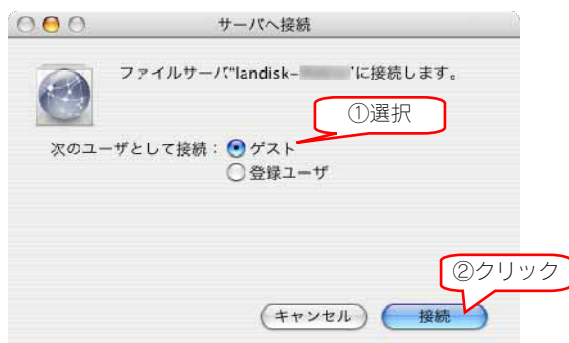 サーバへ接続
ファイルサーバ"landisk-      "に接続します。
①選択
次のユーザとして接続：ゲスト
登録ユーザ
②クリック
キャンセル 接続